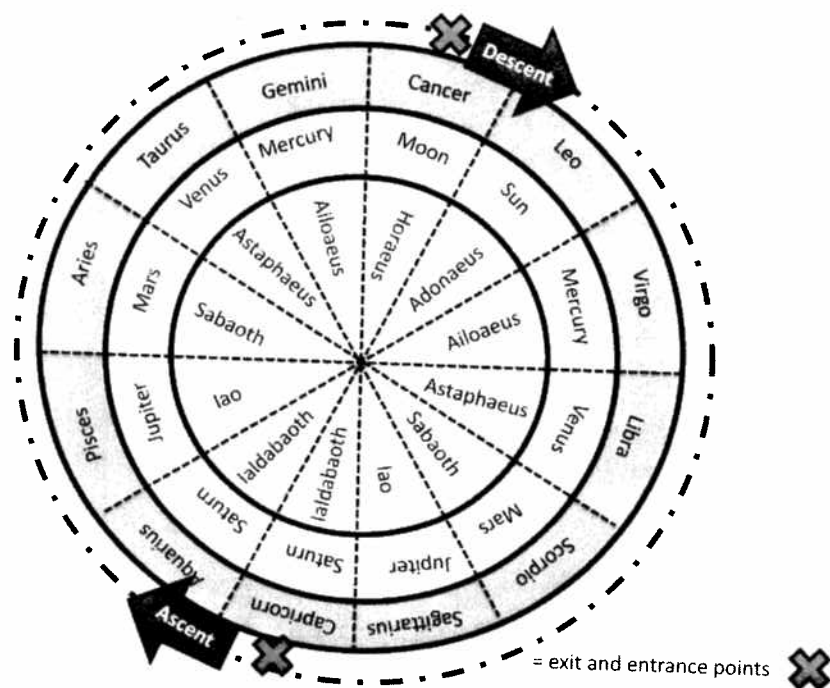 Descent
Gemini
Cancer
Leo
Virgo
Libra
Scorpio
Sagittarius
Capricorn
Aquarius
Pisces
Aries
Taurus
Mercury
Moon
Sun
Mercury
Venus
Mars
Jupiter
Saturn
Saturn
Jupiter
Mars
Venus
Ailoaeus
Horaeus
Adonaeus
Ailoaeus
Astaphaeus
Sabaoth
Iao
Ialdabaoth
Ialdabaoth
Iao
Sabaoth
Astaphaeus
Ascent
= exit and entrance points